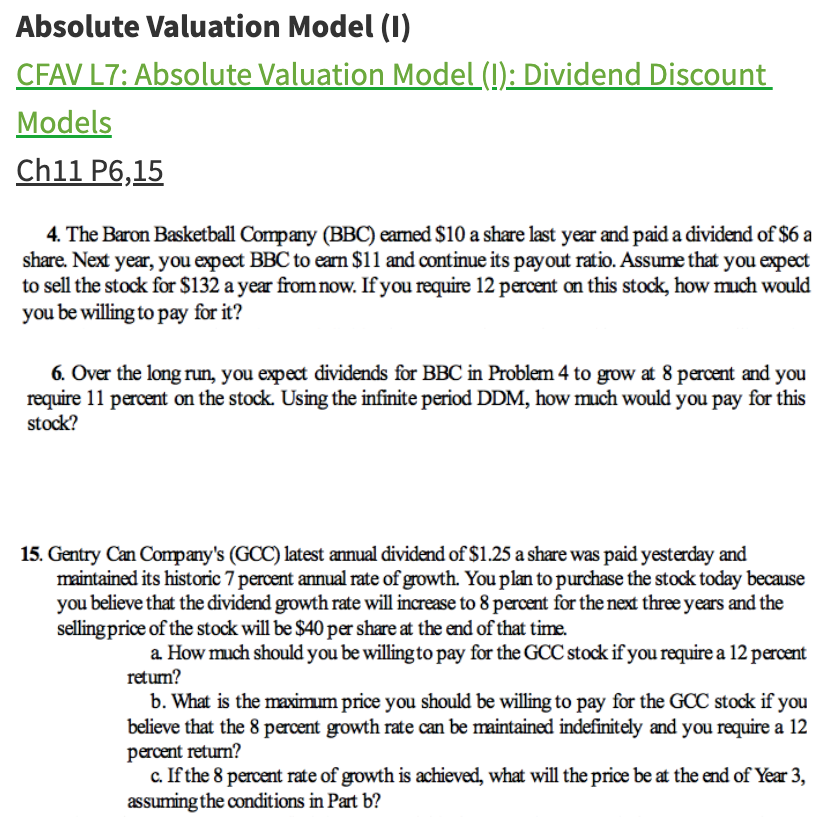 Absolute Valuation Model (I)
CFAV L7: Absolute Valuation Model (I): Dividend Discount
Models
Ch11 P6,15
4. The Baron Basketball Company (BBC) earned $10 a share last year and paid a dividend of $6 a
share. Next year, you expect BBC to earn $11 and continue its payout ratio. Assume that you expect
to sell the stock for $132 a year from now. If you require 12 percent on this stock, how much would
you be willing to pay for it?
6. Over the long run, you expect dividends for BBC in Problem 4 to grow at 8 percent and you
require 11 percent on the stock. Using the infinite period DDM, how much would you pay for this
stock?
15. Gentry Can Company's (GCC) latest annual dividend of $1.25 a share was paid yesterday and
maintained its historic 7 percent annual rate of growth. You plan to purchase the stock today because
you believe that the dividend growth rate will increase to 8 percent for the next three years and the
selling price of the stock will be $40 per share at the end of that time.
a. How much should you be willing to pay for the GCC stock if you require a 12 percent
return?
b. What is the maximum price you should be willing to pay for the GCC stock if you
believe that the 8 percent growth rate can be maintained indefinitely and you require a 12
percent return?
c. If the 8 percent rate of growth is achieved, what will the price be at the end of Year 3,
assuming the conditions in Part b?